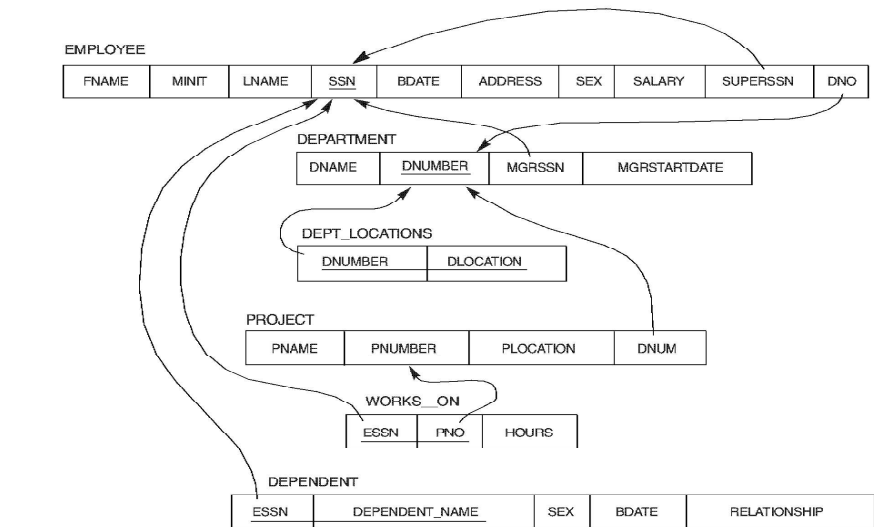 EMPLOYEE
FNAME MINIT LNAME SSN BDATE ADDRESS SEX SALARY SUPERSSN DNO
DEPARTMENT
DNAME DNUMBER MGRSSN MGRSTARTDATE
DEPT_LOCATIONS
DNUMBER DLOCATION
PROJECT
PNAME PNUMBER PLOCATION DNUM
WORKS_ON
ESSN PNO HOURS
DEPENDENT
ESSN DEPENDENT_NAME SEX BDATE RELATIONSHIP